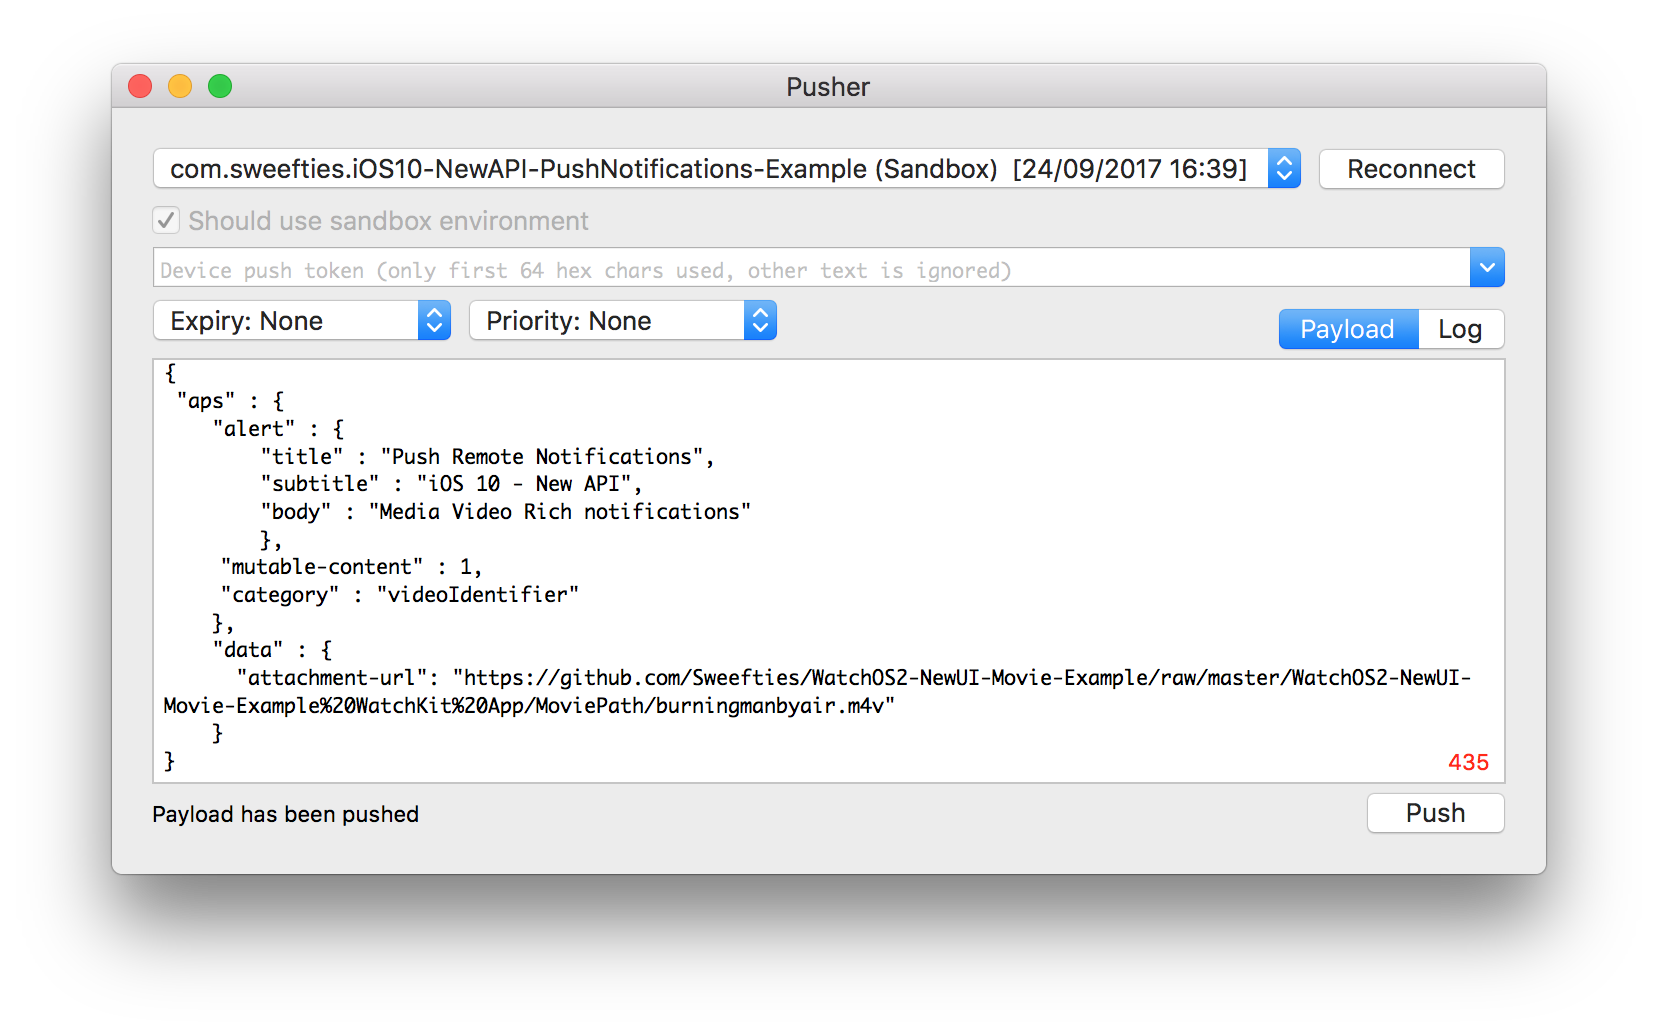 Pusher
com.sweefties.iOS10-NewAPI-PushNotifications-Example (Sandbox)  [24/09/2017 16:39]
Reconnect
Should use sandbox environment
Device push token (only first 64 hex chars used, other text is ignored)
Expiry: None
Priority: None
Payload
Log
{
 "aps" : {
    "alert" : {
        "title" : "Push Remote Notifications",
        "subtitle" : "iOS 10 - New API",
        "body" : "Media Video Rich notifications"
        },
     "mutable-content" : 1,
     "category" : "videoIdentifier"
    },
    "data" : {
      "attachment-url": "https://github.com/Sweefties/WatchOS2-NewUI-Movie-Example/raw/master/WatchOS2-NewUI-
Movie-Example%20WatchKit%20App/MoviePath/burningmanbyair.m4v"
    }
}
435
Payload has been pushed
Push